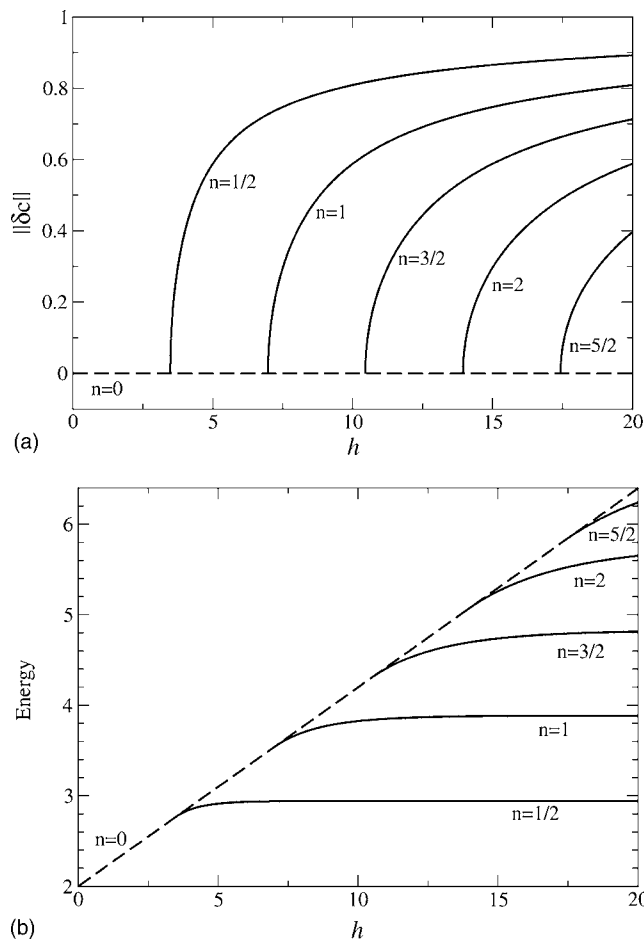 1
0.8
0.6
||δc||
0.4
0.2
0
n=1/2
n=1
n=3/2
n=2
n=5/2
n=0
0 5 10 15 20
(a)
h
6
5
Energy
4
3
2
n=5/2
n=2
n=3/2
n=1
n=1/2
n=0
0 5 10 15 20
(b)
h